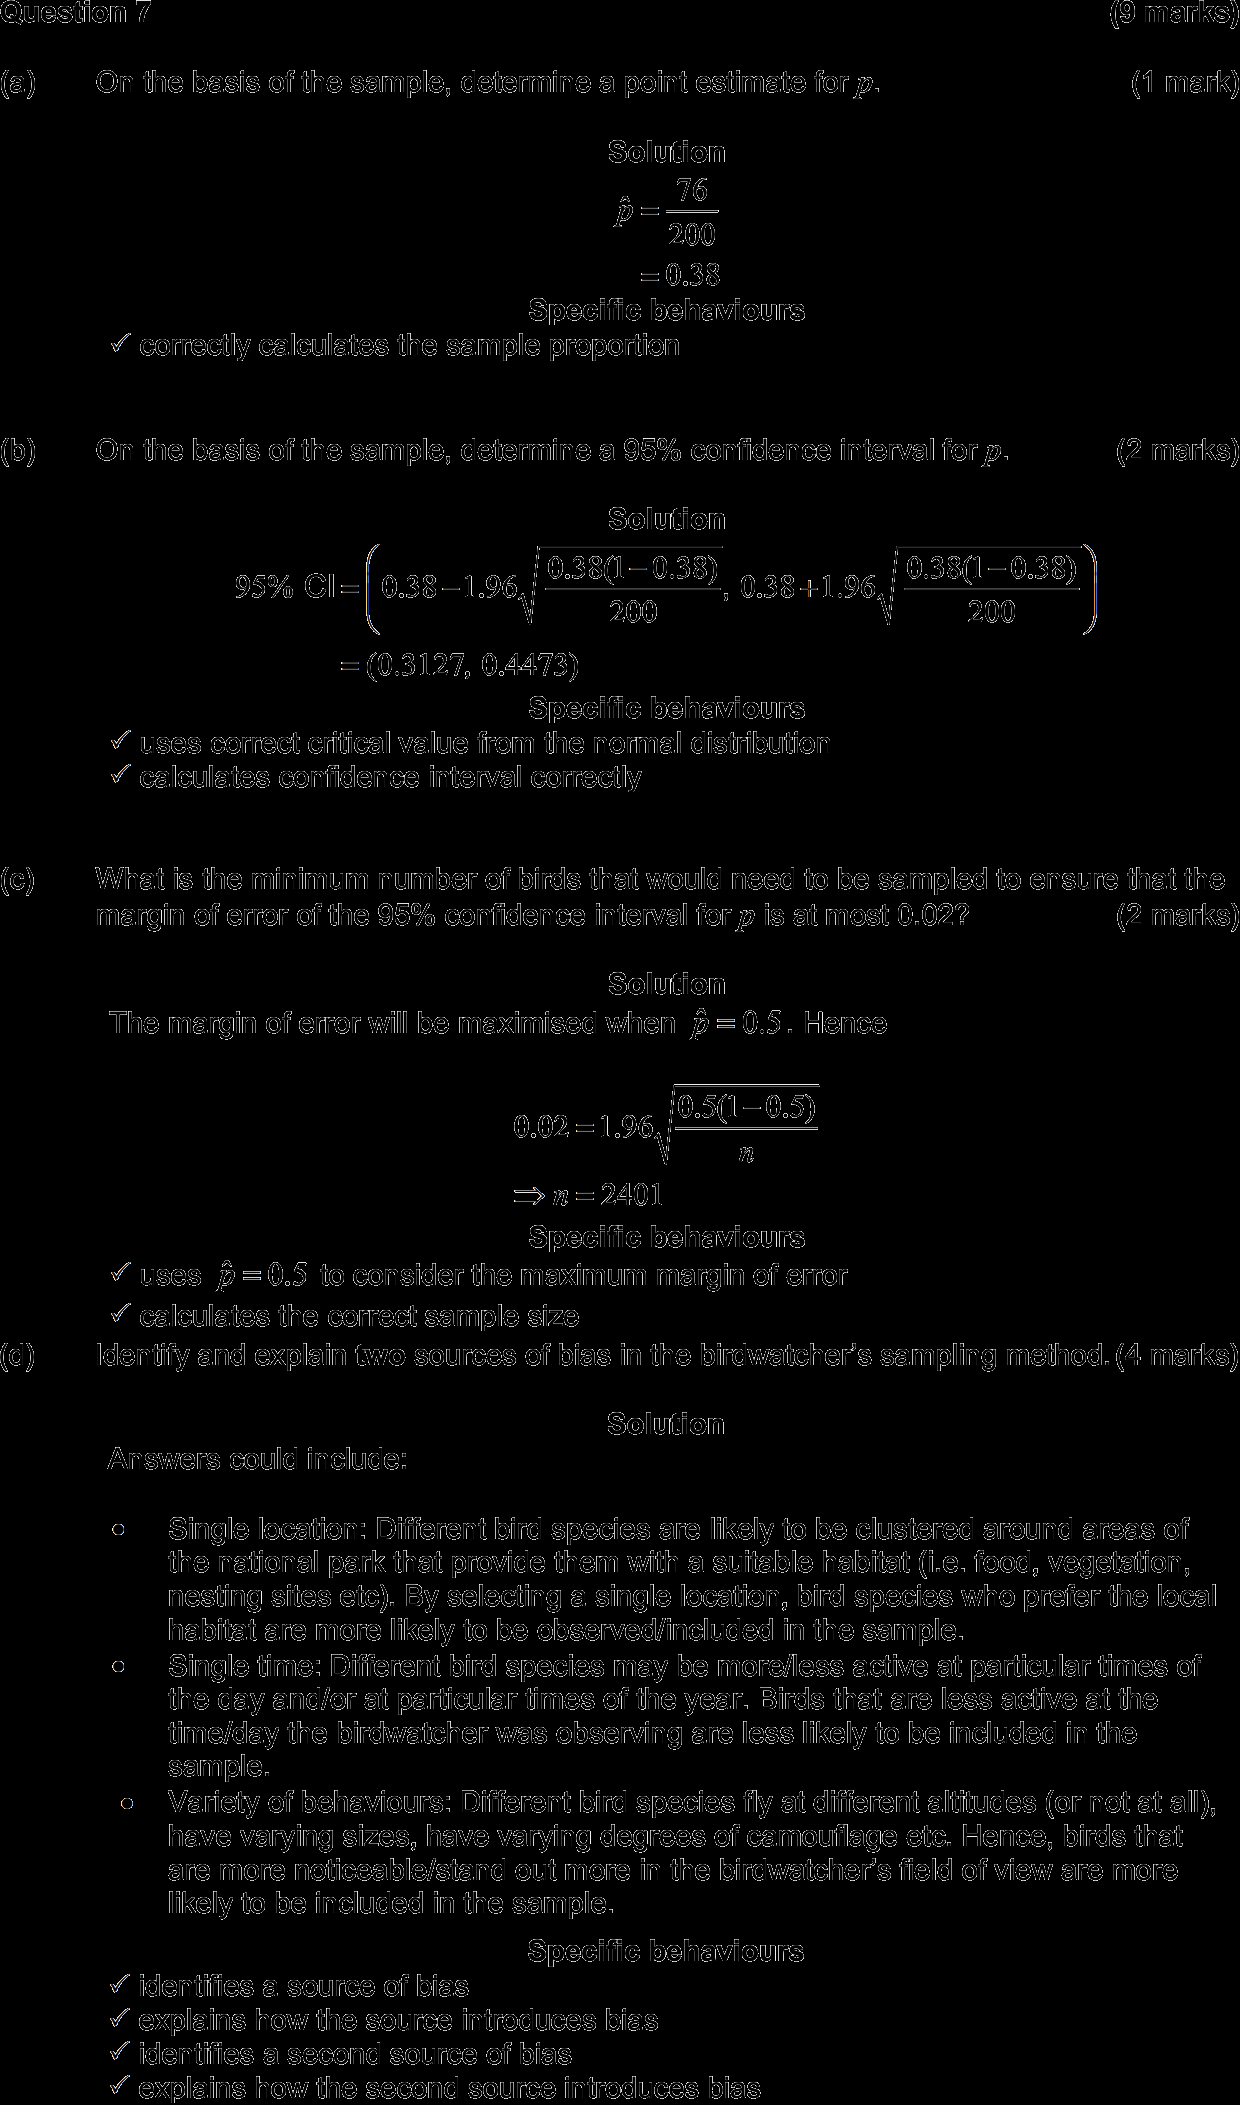 Question 7 (9 marks)
(a) On the basis of the sample, determine a point estimate for p. (1 mark)
Solution
p̂ = 76/200
= 0.38
Specific behaviours
✓ correctly calculates the sample proportion
(b) On the basis of the sample, determine a 95% confidence interval for p. (2 marks)
Solution
95% CI = (0.38 − 1.96√(0.38(1−0.38)/200), 0.38 + 1.96√(0.38(1−0.38)/200))
= (0.3127, 0.4473)
Specific behaviours
✓ uses correct critical value from the normal distribution
✓ calculates confidence interval correctly
(c) What is the minimum number of birds that would need to be sampled to ensure that the
margin of error of the 95% confidence interval for p is at most 0.02? (2 marks)
Solution
The margin of error will be maximised when p̂ = 0.5. Hence
0.02 = 1.96√(0.5(1−0.5)/n)
⇒ n = 2401
Specific behaviours
✓ uses p̂ = 0.5 to consider the maximum margin of error
✓ calculates the correct sample size
(d) Identify and explain two sources of bias in the birdwatcher's sampling method. (4 marks)
Solution
Answers could include:
• Single location: Different bird species are likely to be clustered around areas of
the national park that provide them with a suitable habitat (i.e. food, vegetation,
nesting sites etc). By selecting a single location, bird species who prefer the local
habitat are more likely to be observed/included in the sample.
• Single time: Different bird species may be more/less active at particular times of
the day and/or at particular times of the year. Birds that are less active at the
time/day the birdwatcher was observing are less likely to be included in the
sample.
• Variety of behaviours: Different bird species fly at different altitudes (or not at all),
have varying sizes, have varying degrees of camouflage etc. Hence, birds that
are more noticeable/stand out more in the birdwatcher's field of view are more
likely to be included in the sample.
Specific behaviours
✓ identifies a source of bias
✓ explains how the source introduces bias
✓ identifies a second source of bias
✓ explains how the second source introduces bias